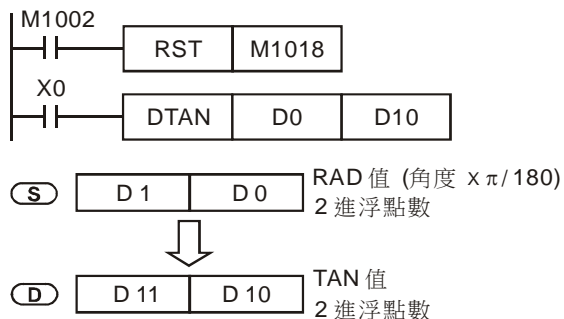 M1002
RST M1018
X0
DTAN D0 D10
S D 1 D 0 RAD 值 (角度 x π/180)
2 進浮點數
D D 11 D 10 TAN 值
2 進浮點數